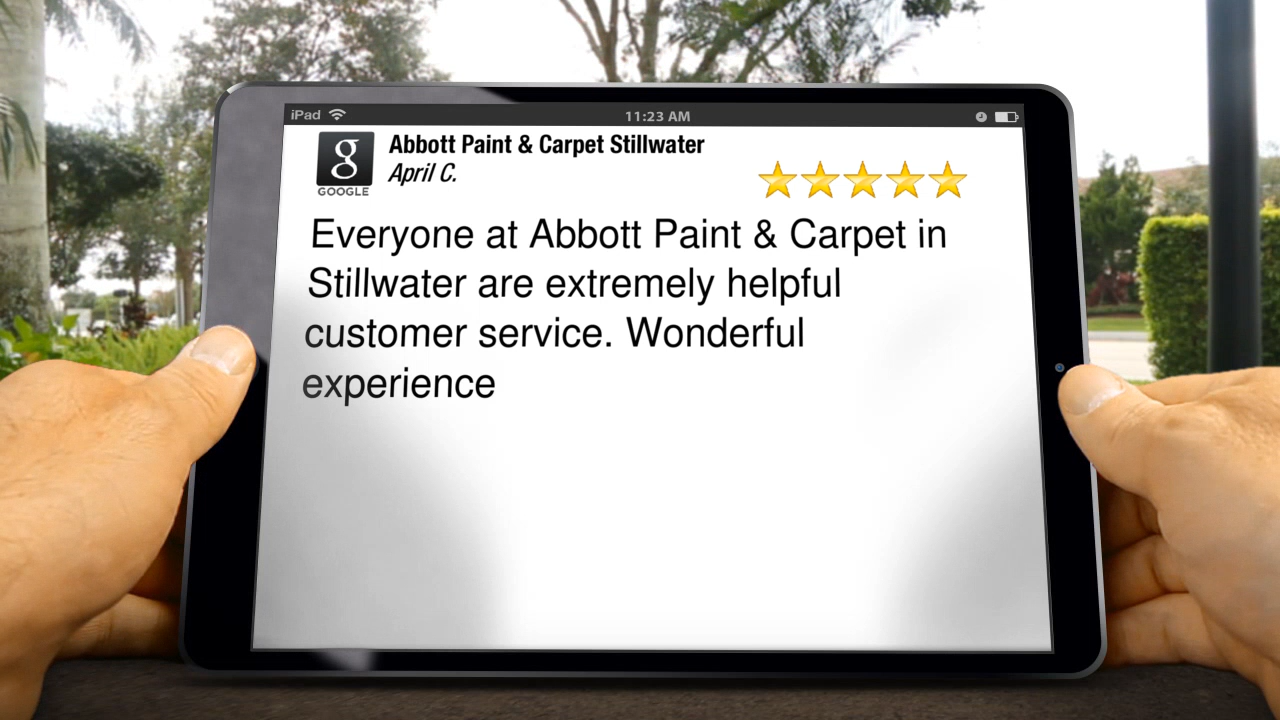 iPad 11:23 AM
g
GOOGLE
Abbott Paint & Carpet Stillwater
April C.
Everyone at Abbott Paint & Carpet in
Stillwater are extremely helpful
customer service. Wonderful
experience